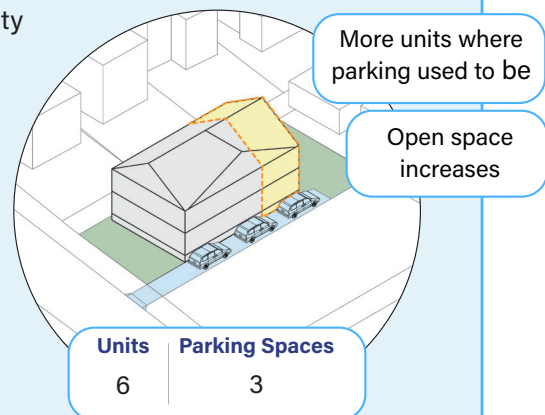 ty
More units where
parking used to be
Open space
increases
Units Parking Spaces
6 3